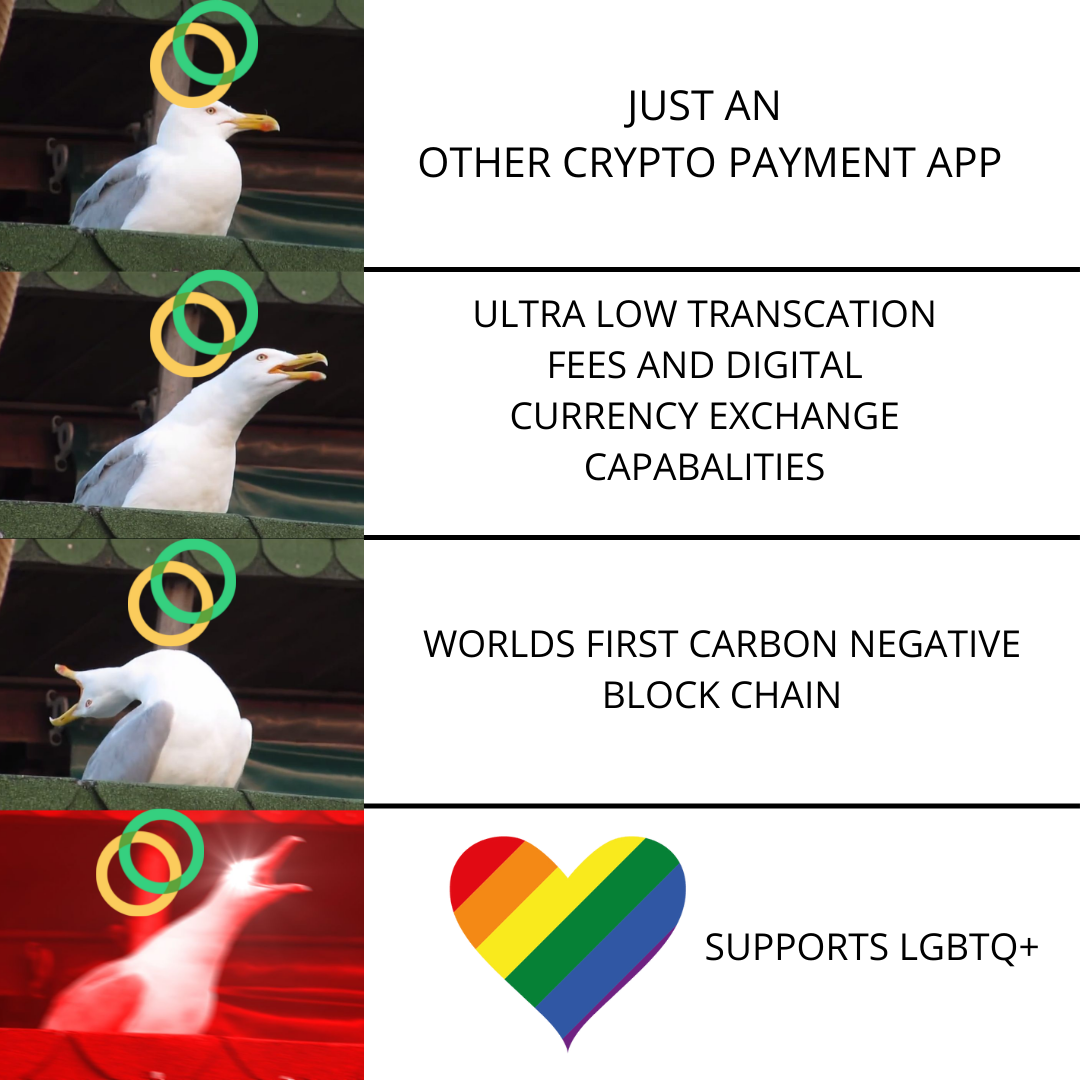 JUST AN
OTHER CRYPTO PAYMENT APP
ULTRA LOW TRANSCATION
FEES AND DIGITAL
CURRENCY EXCHANGE
CAPABALITIES
WORLDS FIRST CARBON NEGATIVE
BLOCK CHAIN
SUPPORTS LGBTQ+